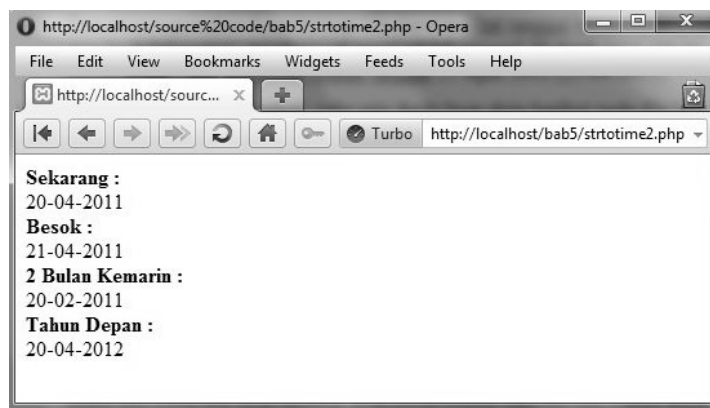 http://localhost/source%20code/bab5/strtotime2.php - Opera
File Edit View Bookmarks Widgets Feeds Tools Help
http://localhost/sourc...
Turbo http://localhost/bab5/strtotime2.php
Sekarang :
20-04-2011
Besok :
21-04-2011
2 Bulan Kemarin :
20-02-2011
Tahun Depan :
20-04-2012